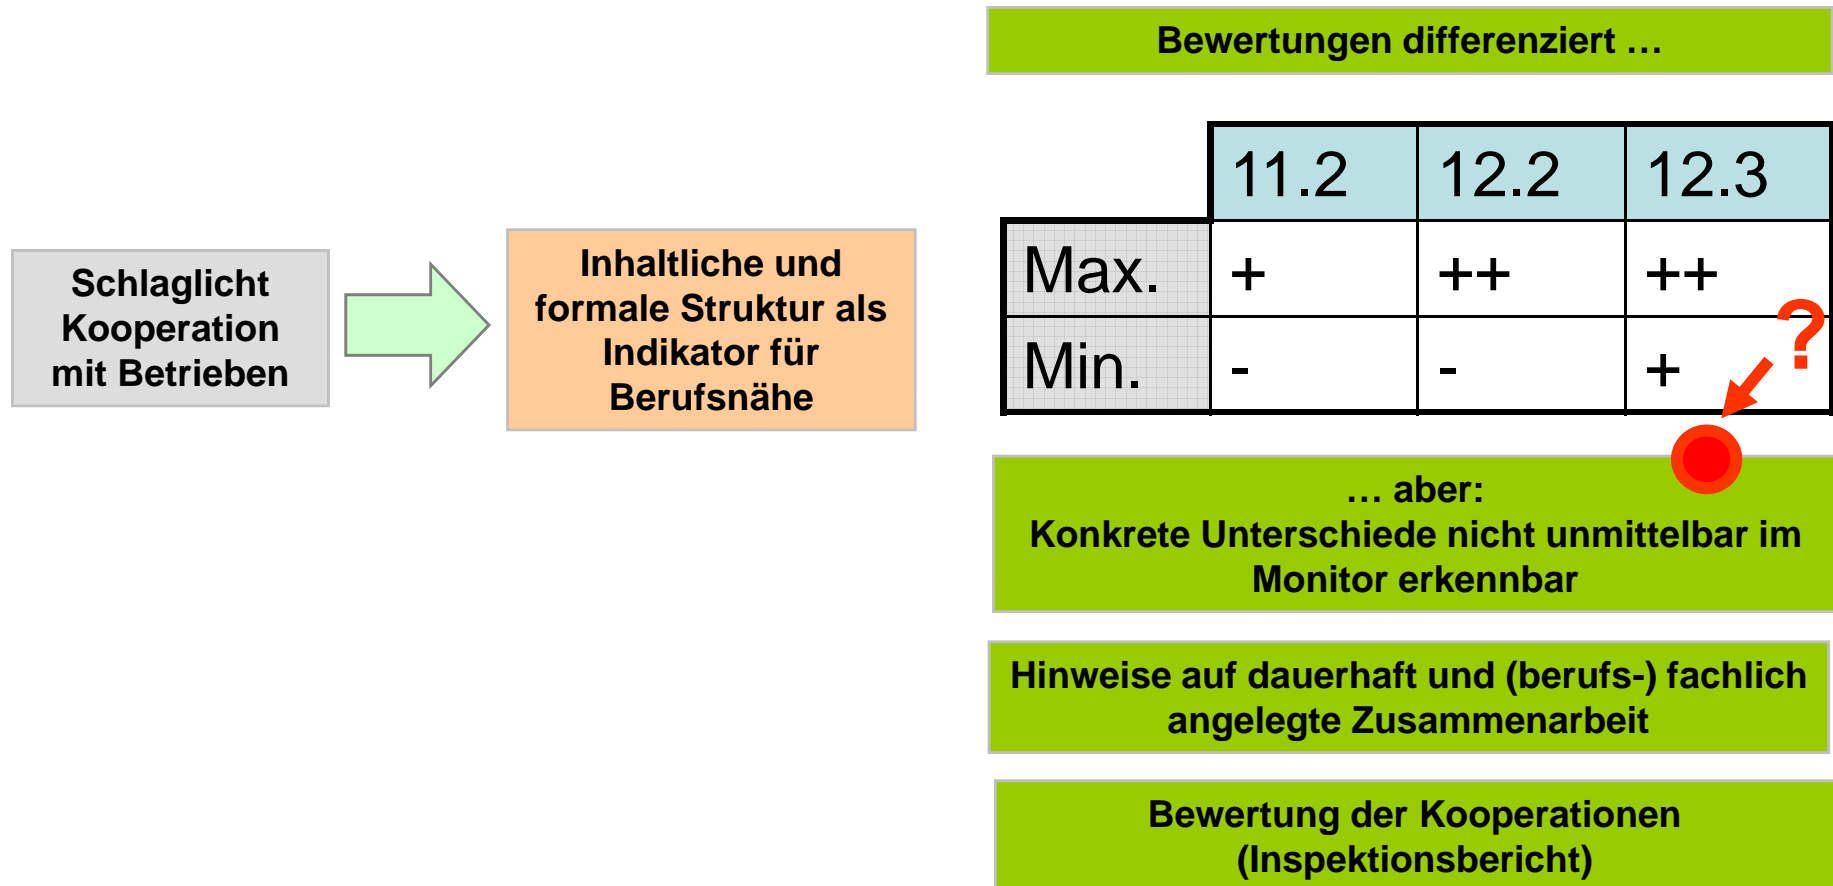 Schlaglicht
Kooperation
mit Betrieben
Inhaltliche und
formale Struktur als
Indikator für
Berufsnähe
Bewertungen differenziert …
11.2 12.2 12.3
Max. + ++ ++
?
Min. - - +
… aber:
Konkrete Unterschiede nicht unmittelbar im
Monitor erkennbar
Hinweise auf dauerhaft und (berufs-) fachlich
angelegte Zusammenarbeit
Bewertung der Kooperationen
(Inspektionsbericht)